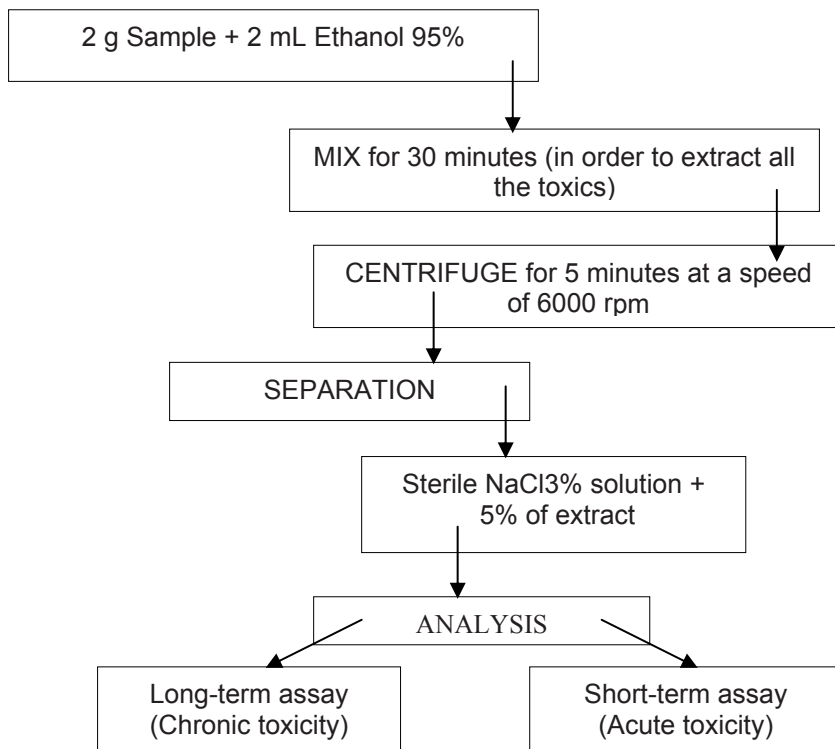 2 g Sample + 2 mL Ethanol 95%
MIX for 30 minutes (in order to extract all
the toxics)
CENTRIFUGE for 5 minutes at a speed
of 6000 rpm
SEPARATION
Sterile NaCl3% solution +
5% of extract
ANALYSIS
Long-term assay
(Chronic toxicity)
Short-term assay
(Acute toxicity)